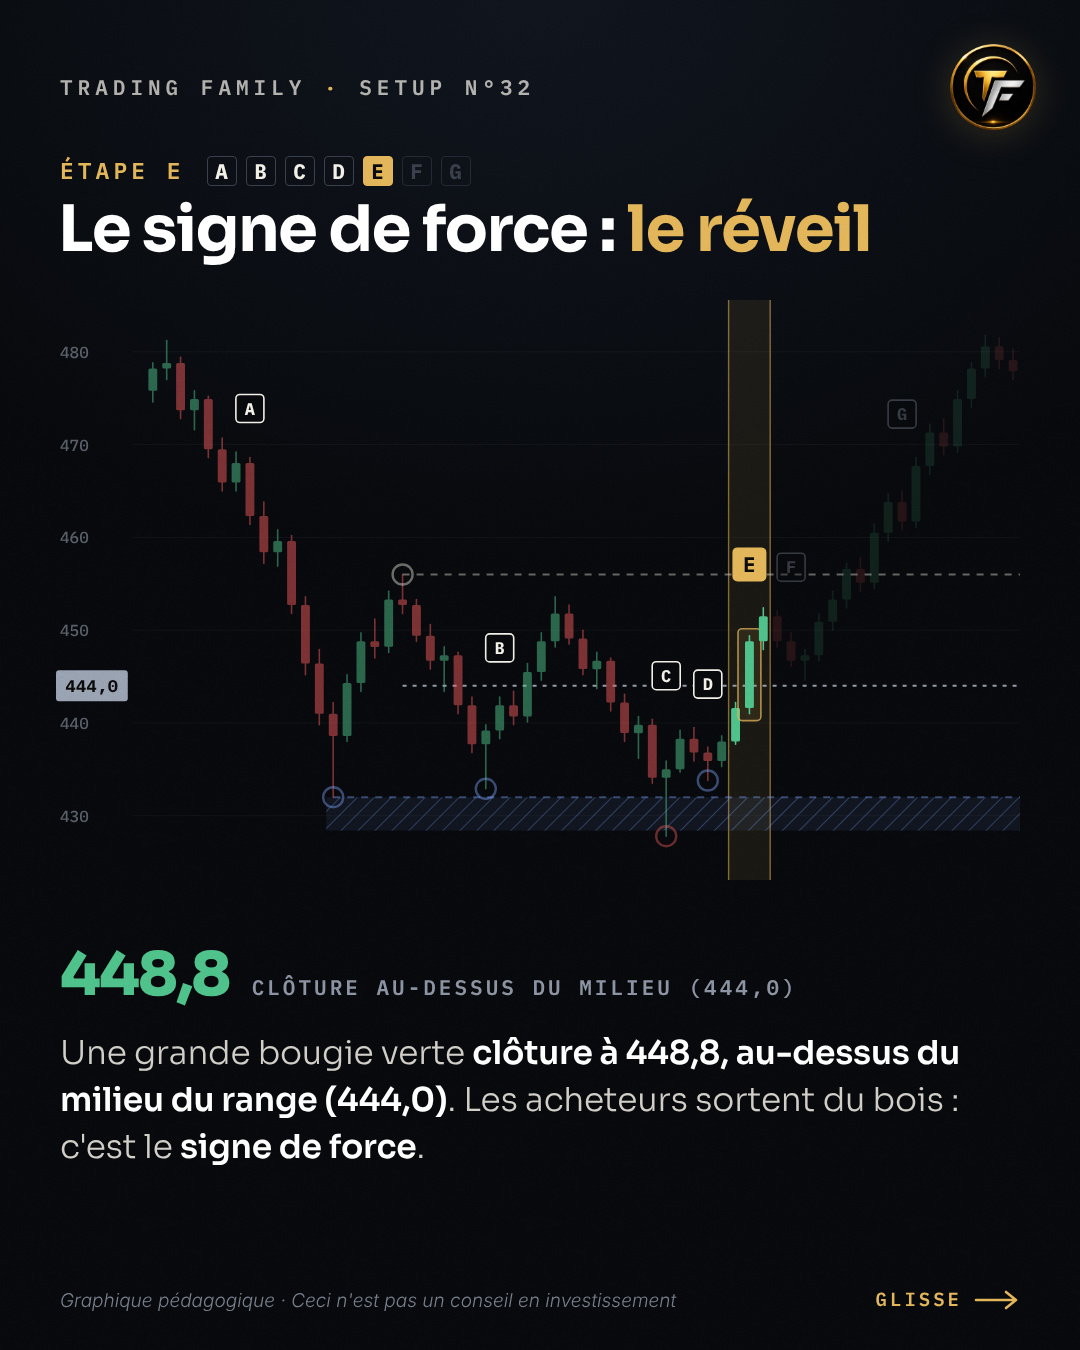 TRADING FAMILY · SETUP N°32
TF
ÉTAPE E A B C D E F G
Le signe de force : le réveil
480
470
460
450
444,0
440
430
A
B
C
D
E
F
G
448,8 CLÔTURE AU-DESSUS DU MILIEU (444,0)
Une grande bougie verte clôture à 448,8, au-dessus du
milieu du range (444,0). Les acheteurs sortent du bois :
c'est le signe de force.
Graphique pédagogique · Ceci n'est pas un conseil en investissement
GLISSE